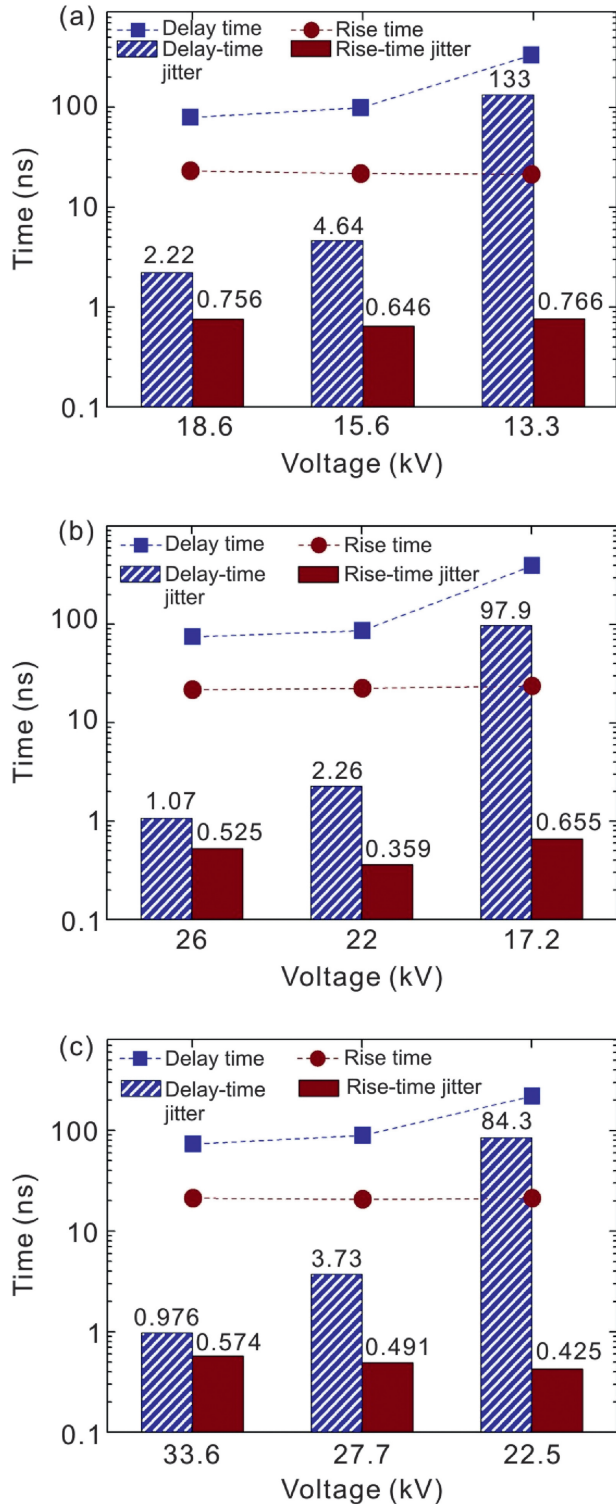 (a)
Delay time
Rise time
Delay-time
jitter
Rise-time jitter
Time (ns)
100
10
1
0.1
2.22
0.756
4.64
0.646
133
0.766
18.6
15.6
13.3
Voltage (kV)
(b)
Delay time
Rise time
Delay-time
jitter
Rise-time jitter
Time (ns)
100
10
1
0.1
1.07
0.525
2.26
0.359
97.9
0.655
26
22
17.2
Voltage (kV)
(c)
Delay time
Rise time
Delay-time
jitter
Rise-time jitter
Time (ns)
100
10
1
0.1
0.976
0.574
3.73
0.491
84.3
0.425
33.6
27.7
22.5
Voltage (kV)